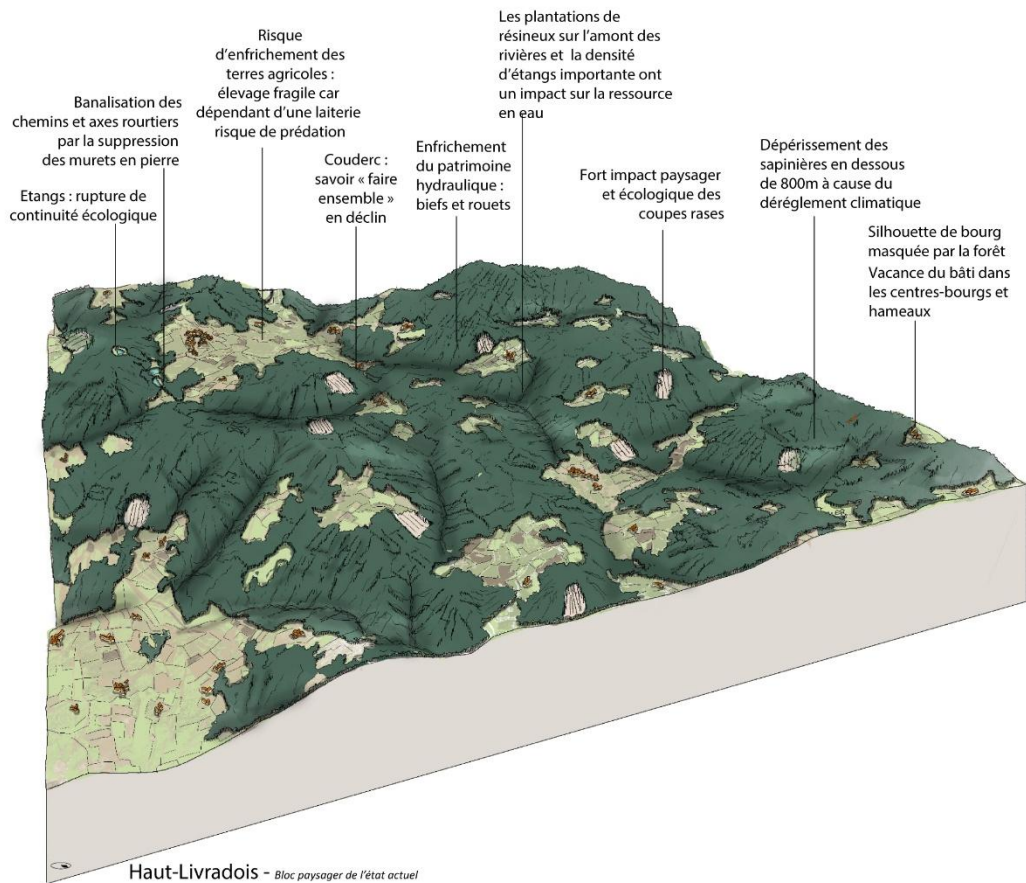 Banalisation des
chemins et axes rourtiers
par la suppression
des murets en pierre
Etangs : rupture de
continuité écologique
Risque
d’enfrichement des
terres agricoles :
élevage fragile car
dépendant d’une laiterie
risque de prédation
Couderc :
savoir « faire
ensemble »
en déclin
Enfrichement
du patrimoine
hydraulique :
biefs et rouets
Les plantations de
résineux sur l’amont des
rivières et la densité
d’étangs importante ont
un impact sur la ressource
en eau
Fort impact paysager
et écologique des
coupes rases
Dépérissement des
sapinières en dessous
de 800m à cause du
déréglement climatique
Silhouette de bourg
masquée par la forêt
Vacance du bâti dans
les centres-bourgs et
hameaux
Haut-Livradois - Bloc paysager de l’état actuel